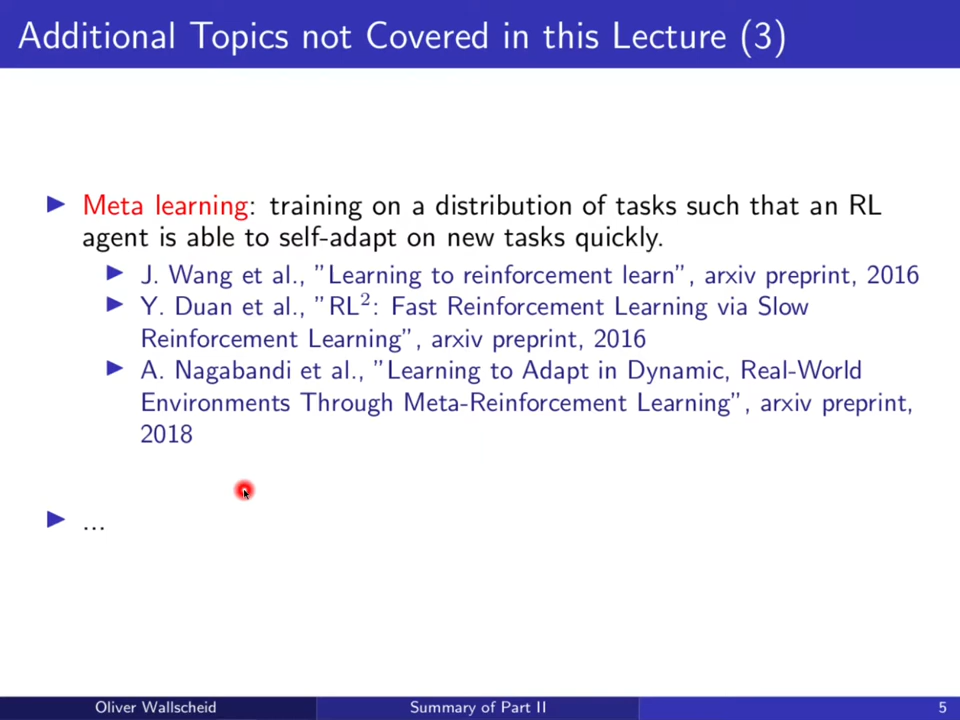 Additional Topics not Covered in this Lecture (3)
Meta learning: training on a distribution of tasks such that an RL
agent is able to self-adapt on new tasks quickly.
J. Wang et al., ”Learning to reinforcement learn”, arxiv preprint, 2016
Y. Duan et al., ”RL²: Fast Reinforcement Learning via Slow
Reinforcement Learning”, arxiv preprint, 2016
A. Nagabandi et al., ”Learning to Adapt in Dynamic, Real-World
Environments Through Meta-Reinforcement Learning”, arxiv preprint,
2018
...
Oliver Wallscheid Summary of Part II 5